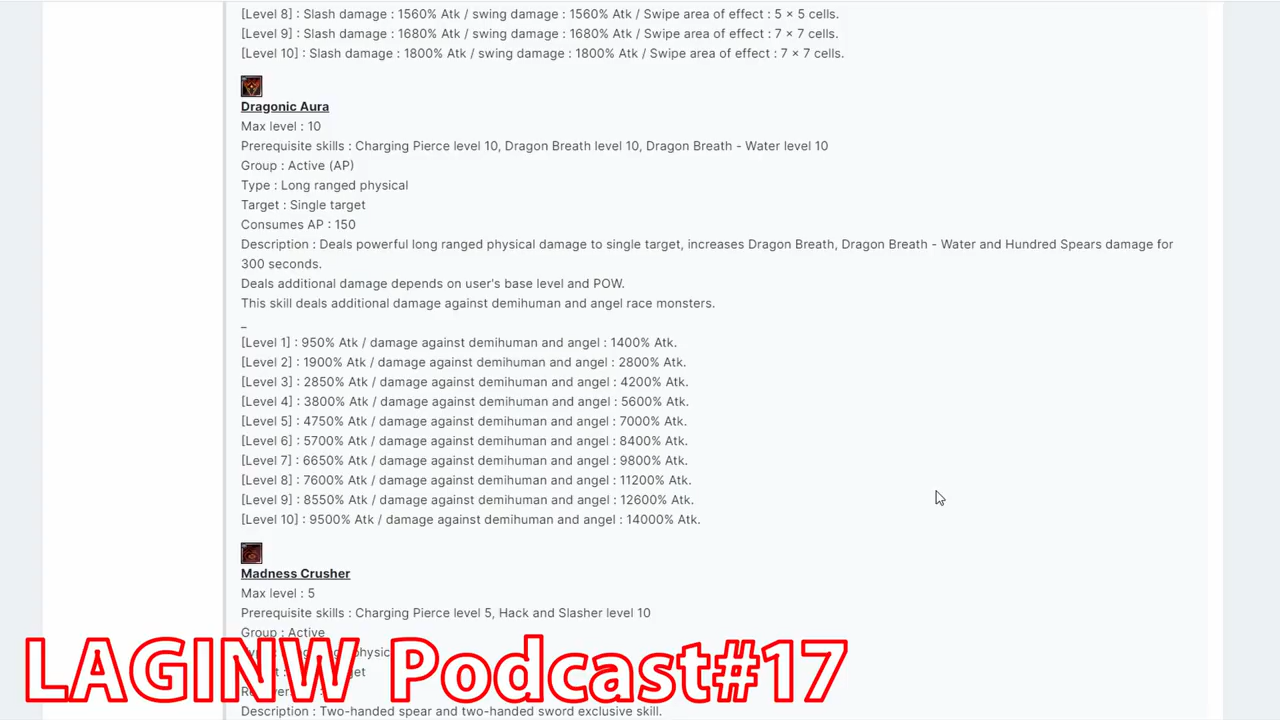 [Level 8] : Slash damage : 1560% Atk / swing damage : 1560% Atk / Swipe area of effect : 5 × 5 cells.
[Level 9] : Slash damage : 1680% Atk / swing damage : 1680% Atk / Swipe area of effect : 7 × 7 cells.
[Level 10] : Slash damage : 1800% Atk / swing damage : 1800% Atk / Swipe area of effect : 7 × 7 cells.
Dragonic Aura
Max level : 10
Prerequisite skills : Charging Pierce level 10, Dragon Breath level 10, Dragon Breath - Water level 10
Group : Active (AP)
Type : Long ranged physical
Target : Single target
Consumes AP : 150
Description : Deals powerful long ranged physical damage to single target, increases Dragon Breath, Dragon Breath - Water and Hundred Spears damage for
300 seconds.
Deals additional damage depends on user's base level and POW.
This skill deals additional damage against demihuman and angel race monsters.
_
[Level 1] : 950% Atk / damage against demihuman and angel : 1400% Atk.
[Level 2] : 1900% Atk / damage against demihuman and angel : 2800% Atk.
[Level 3] : 2850% Atk / damage against demihuman and angel : 4200% Atk.
[Level 4] : 3800% Atk / damage against demihuman and angel : 5600% Atk.
[Level 5] : 4750% Atk / damage against demihuman and angel : 7000% Atk.
[Level 6] : 5700% Atk / damage against demihuman and angel : 8400% Atk.
[Level 7] : 6650% Atk / damage against demihuman and angel : 9800% Atk.
[Level 8] : 7600% Atk / damage against demihuman and angel : 11200% Atk.
[Level 9] : 8550% Atk / damage against demihuman and angel : 12600% Atk.
[Level 10] : 9500% Atk / damage against demihuman and angel : 14000% Atk.
Madness Crusher
Max level : 5
Prerequisite skills : Charging Pierce level 5, Hack and Slasher level 10
Group : Active
LAGINW Podcast#17
Description : Two-handed spear and two-handed sword exclusive skill.